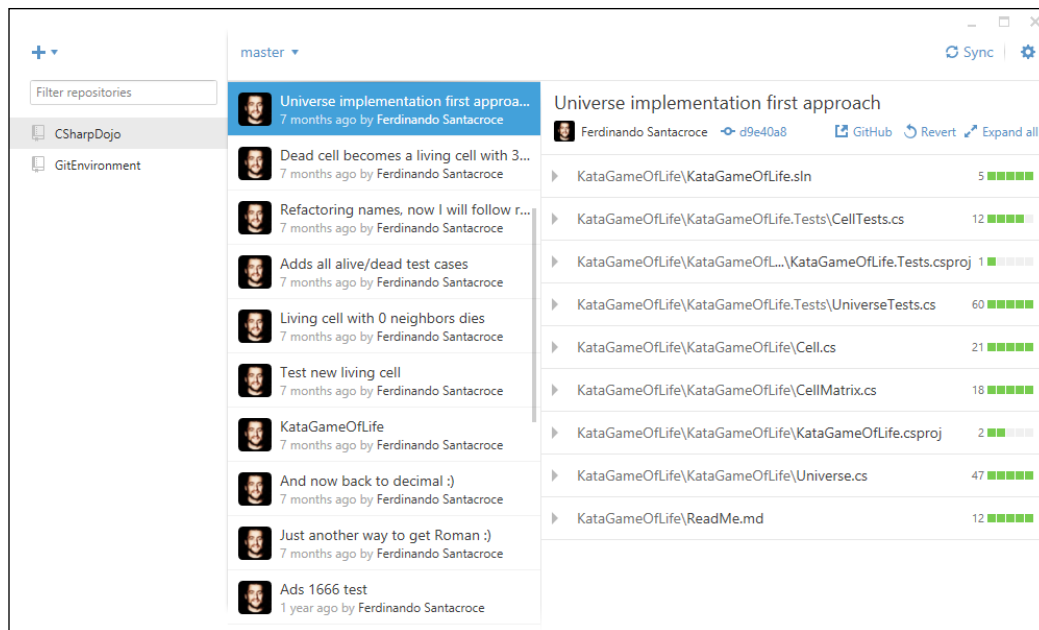 master
Sync
Filter repositories
CSharpDojo
GitEnvironment
Universe implementation first approa...
7 months ago by Ferdinando Santacroce
Dead cell becomes a living cell with 3...
7 months ago by Ferdinando Santacroce
Refactoring names, now I will follow r...
7 months ago by Ferdinando Santacroce
Adds all alive/dead test cases
7 months ago by Ferdinando Santacroce
Living cell with 0 neighbors dies
7 months ago by Ferdinando Santacroce
Test new living cell
7 months ago by Ferdinando Santacroce
KataGameOfLife
7 months ago by Ferdinando Santacroce
And now back to decimal :)
7 months ago by Ferdinando Santacroce
Just another way to get Roman :)
7 months ago by Ferdinando Santacroce
Ads 1666 test
1 year ago by Ferdinando Santacroce
Universe implementation first approach
Ferdinando Santacroce d9e40a8 GitHub Revert Expand all
KataGameOfLife\KataGameOfLife.sln 5
KataGameOfLife\KataGameOfLife.Tests\CellTests.cs 12
KataGameOfLife\KataGameOfL...\KataGameOfLife.Tests.csproj 1
KataGameOfLife\KataGameOfLife.Tests\UniverseTests.cs 60
KataGameOfLife\KataGameOfLife\Cell.cs 21
KataGameOfLife\KataGameOfLife\CellMatrix.cs 18
KataGameOfLife\KataGameOfLife\KataGameOfLife.csproj 2
KataGameOfLife\KataGameOfLife\Universe.cs 47
KataGameOfLife\ReadMe.md 12